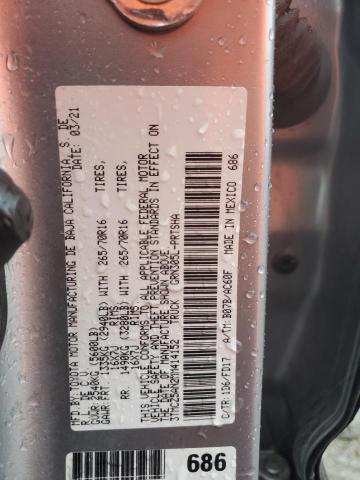 MFD.BY:TOYOTA MOTOR MANUFACTURING DE BAJA CALIFORNIA, S. DE
R.L. DE C.V. DATE: 03/21
GVWR: 2540KG (5600LB)
GAWR:FRT. 1335KG (2940LB) WITH 265/70R16 TIRES,
16X7J RIMS
RR. 1490KG (3280LB) WITH 265/70R16 TIRES,
16X7J RIMS
THIS VEHICLE CONFORMS TO ALL APPLICABLE FEDERAL MOTOR
VEHICLE SAFETY AND THEFT PREVENTION STANDARDS IN EFFECT ON
THE DATE OF MANUFACTURE SHOWN ABOVE.
3TMCZ5AN2MM414152 TRUCK GRN305L-PRTSHA
C/TR:1D6/FD17 A/TM:B07B/AC60F MADE IN MEXICO 686
686